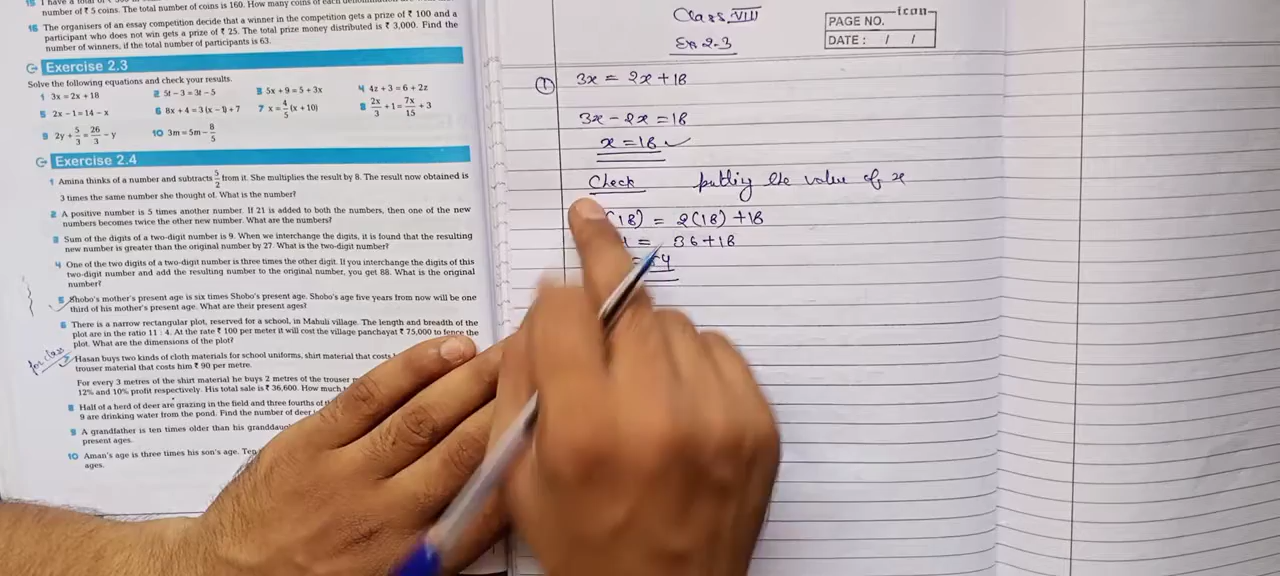 number of ₹ 5 coins. The total number of coins is 160. How many coins of each
16 The organisers of an essay competition decide that a winner in the competition gets a prize of ₹ 100 and a
participant who does not win gets a prize of ₹ 25. The total prize money distributed is ₹ 3,000. Find the
number of winners, if the total number of participants is 63.
Exercise 2.3
Solve the following equations and check your results.
1 3x = 2x + 18 2 5t − 3 = 3t − 5 3 5x + 9 = 5 + 3x 4 4z + 3 = 6 + 2z
5 2x − 1 = 14 − x 6 8x + 4 = 3 (x − 1) + 7 7 x = 4/5 (x + 10) 8 2x/3 + 1 = 7x/15 + 3
9 2y + 5/3 = 26/3 − y 10 3m = 5m − 8/5
Exercise 2.4
1 Amina thinks of a number and subtracts 5/2 from it. She multiplies the result by 8. The result now obtained is
3 times the same number she thought of. What is the number?
2 A positive number is 5 times another number. If 21 is added to both the numbers, then one of the new
numbers becomes twice the other new number. What are the numbers?
3 Sum of the digits of a two-digit number is 9. When we interchange the digits, it is found that the resulting
new number is greater than the original number by 27. What is the two-digit number?
4 One of the two digits of a two-digit number is three times the other digit. If you interchange the digits of this
two-digit number and add the resulting number to the original number, you get 88. What is the original
number?
5 Shobo's mother's present age is six times Shobo's present age. Shobo's age five years from now will be one
third of his mother's present age. What are their present ages?
6 There is a narrow rectangular plot, reserved for a school, in Mahuli village. The length and breadth of the
plot are in the ratio 11 : 4. At the rate ₹ 100 per meter it will cost the village panchayat ₹ 75,000 to fence the
plot. What are the dimensions of the plot?
for class
Hasan buys two kinds of cloth materials for school uniforms, shirt material that costs
trouser material that costs him ₹ 90 per metre.
For every 3 metres of the shirt material he buys 2 metres of the trouser
12% and 10% profit respectively. His total sale is ₹ 36,600. How much
8 Half of a herd of deer are grazing in the field and three fourths of
9 are drinking water from the pond. Find the number of deer
9 A grandfather is ten times older than his
present ages.
10 Aman's age is three times his son's age. Ten
ages.
Class VIII
Ex 2.3
icon
PAGE NO.
DATE : / /
① 3x = 2x + 18
3x − 2x = 18
x = 18 ✓
Check putting the value of x
(18) = 2(18) + 18
= 36 + 18